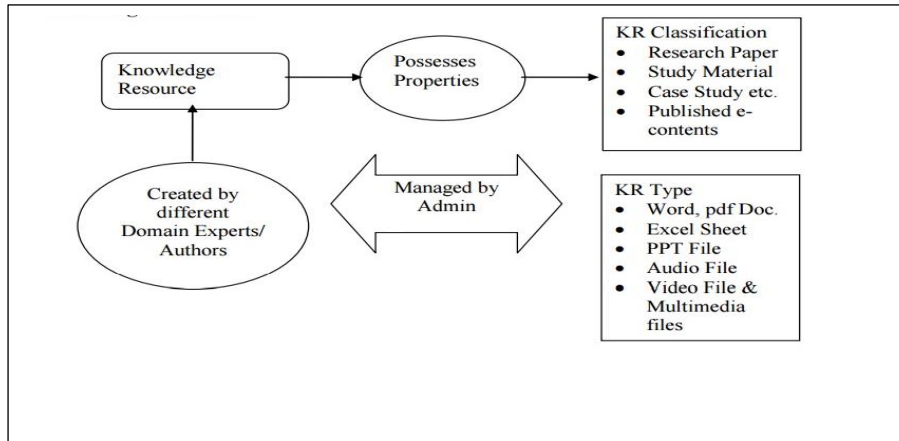 Knowledge
Resource
Possesses
Properties
KR Classification
● Research Paper
● Study Material
● Case Study etc.
● Published e-
contents
Created by
different
Domain Experts/
Authors
Managed by
Admin
KR Type
● Word, pdf Doc.
● Excel Sheet
● PPT File
● Audio File
● Video File &
Multimedia
files